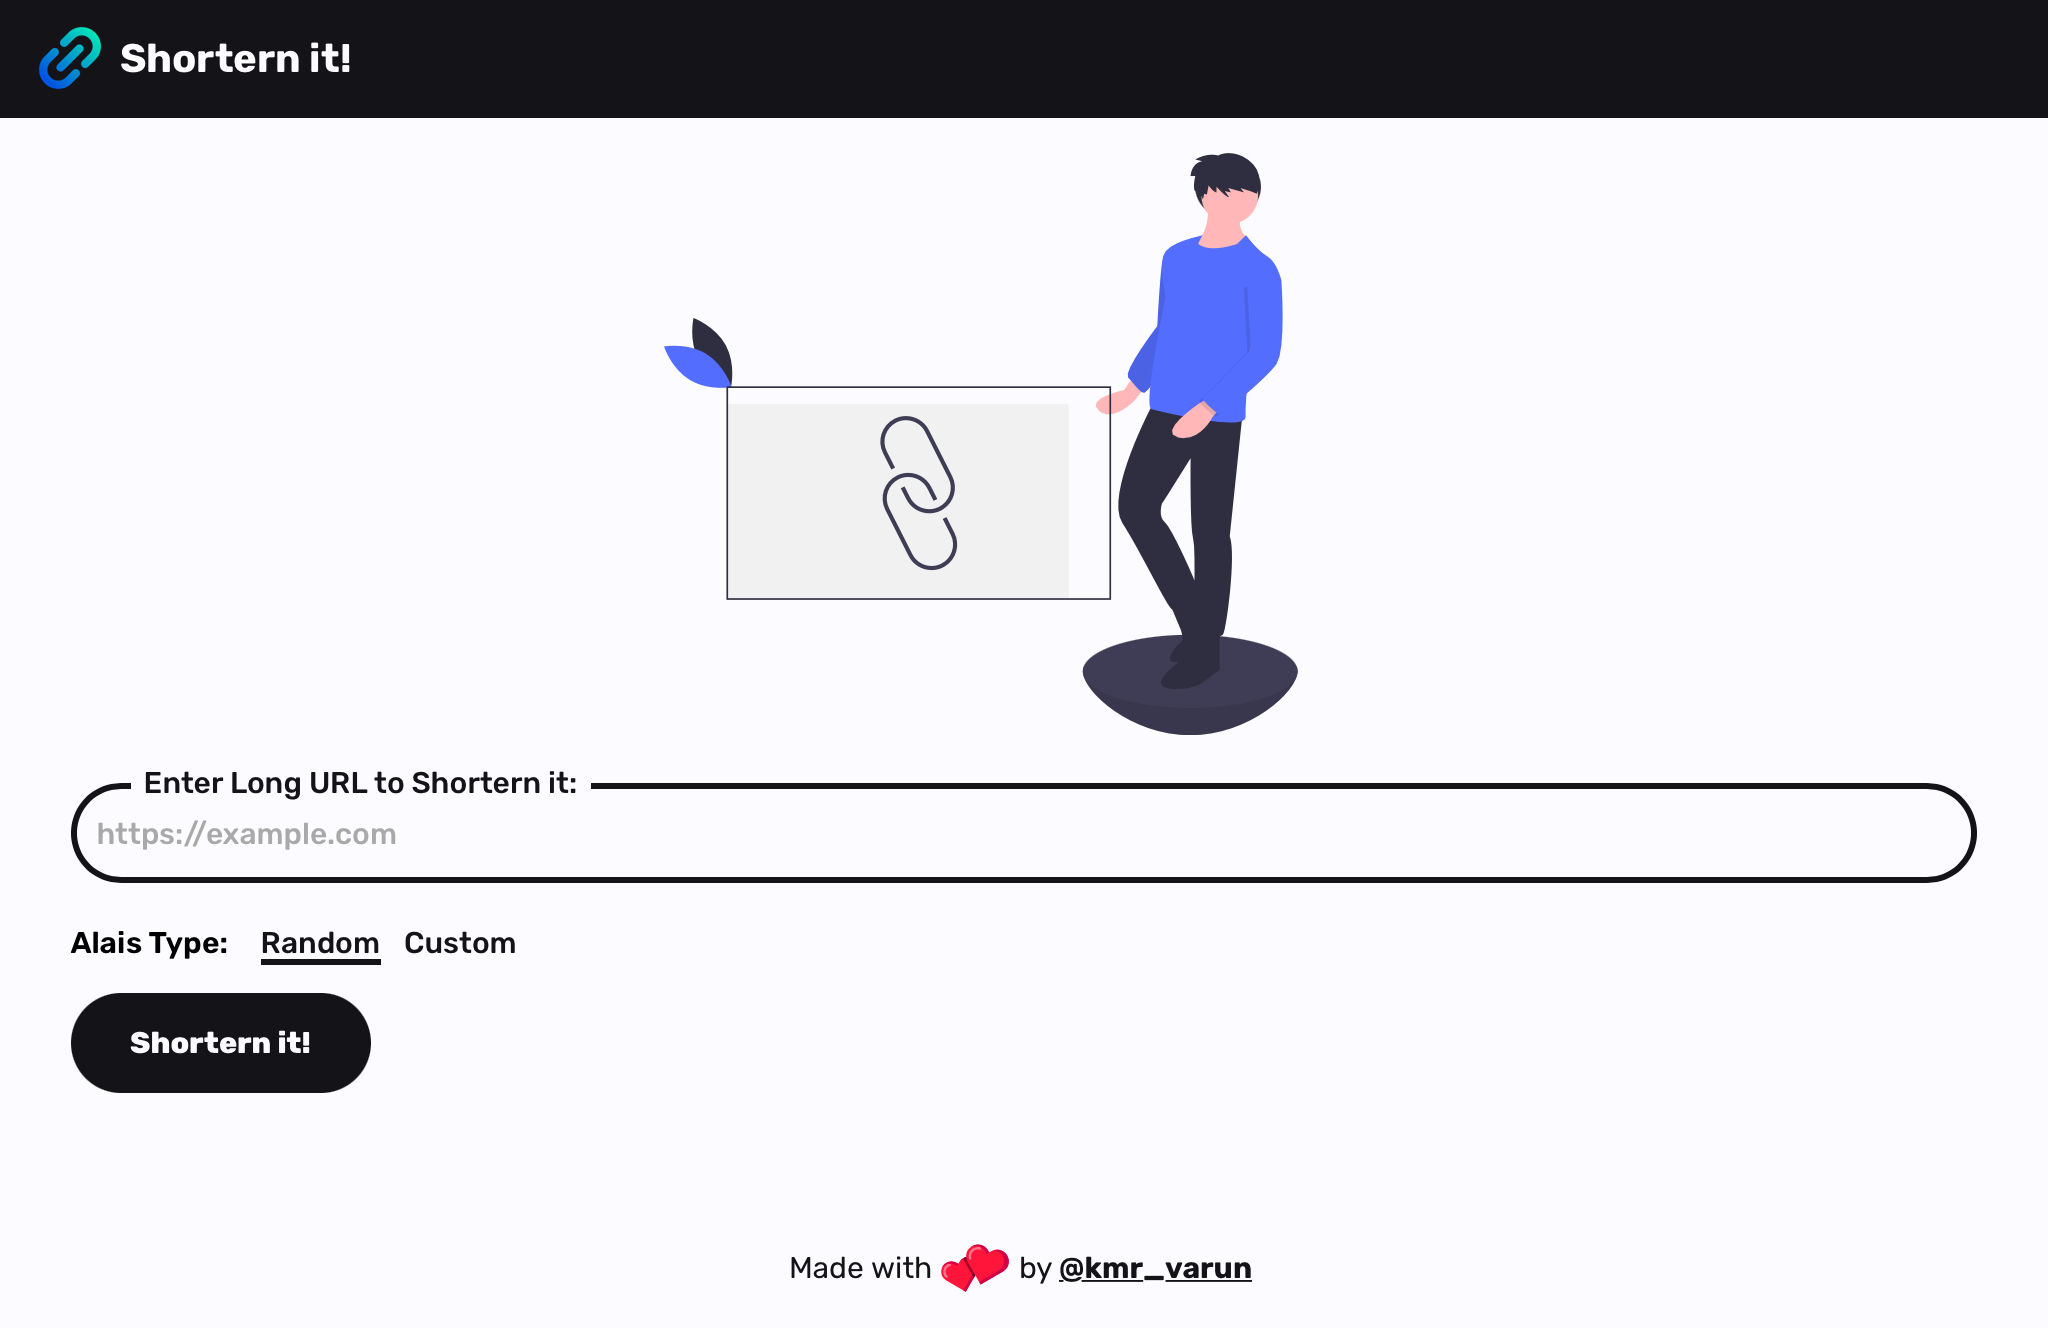 Shortern it!
Enter Long URL to Shortern it:
https://example.com
Alais Type: Random Custom
Shortern it!
Made with 💕 by @kmr_varun